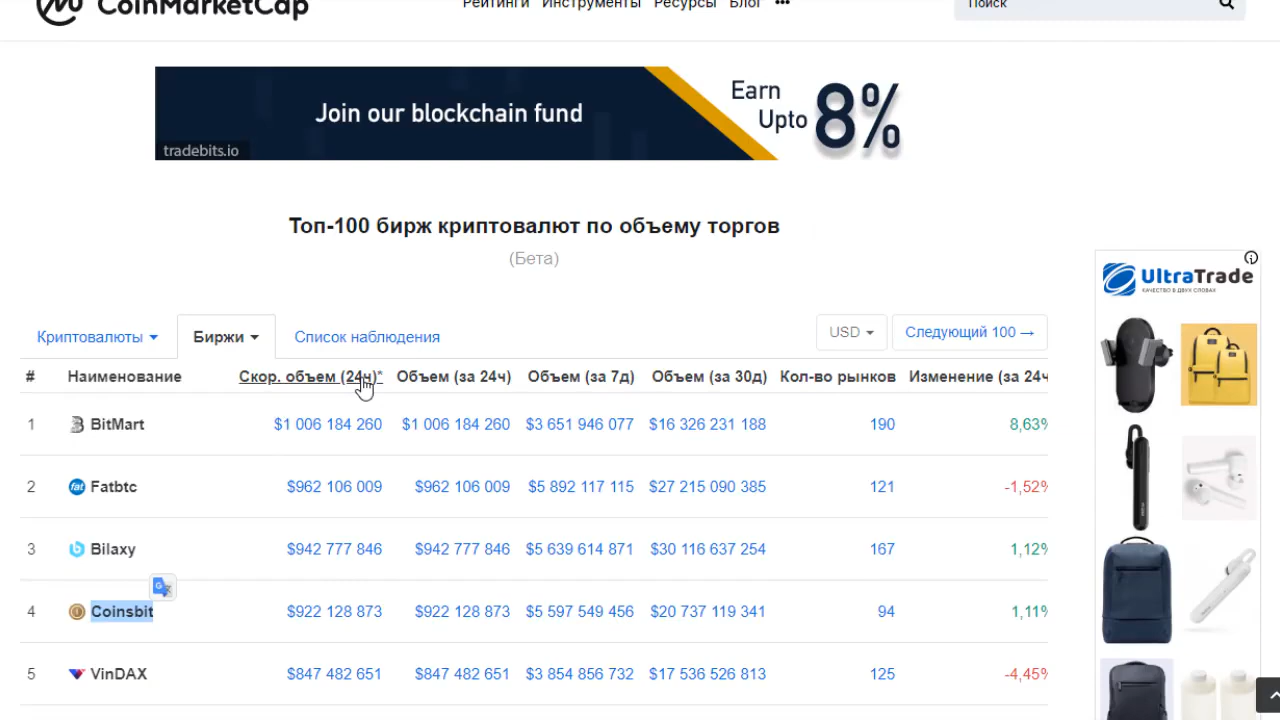 CoinMarketCap
Рейтинги Инструменты Ресурсы Блог •••
Поиск
Join our blockchain fund
Earn
Upto
8%
tradebits.io
Топ-100 бирж криптовалют по объему торгов
(Бета)
UltraTrade
КАЧЕСТВО В ДВУХ СЛОВАХ
Криптовалюты Биржи Список наблюдения USD Следующий 100 →
# Наименование Скор. объем (24ч)* Объем (за 24ч) Объем (за 7д) Объем (за 30д) Кол-во рынков Изменение (за 24ч
1 BitMart $1 006 184 260 $1 006 184 260 $3 651 946 077 $16 326 231 188 190 8,63%
2 Fatbtc $962 106 009 $962 106 009 $5 892 117 115 $27 215 090 385 121 -1,52%
3 Bilaxy $942 777 846 $942 777 846 $5 639 614 871 $30 116 637 254 167 1,12%
4 Coinsbit $922 128 873 $922 128 873 $5 597 549 456 $20 737 119 341 94 1,11%
5 VinDAX $847 482 651 $847 482 651 $3 854 856 732 $17 536 526 813 125 -4,45%